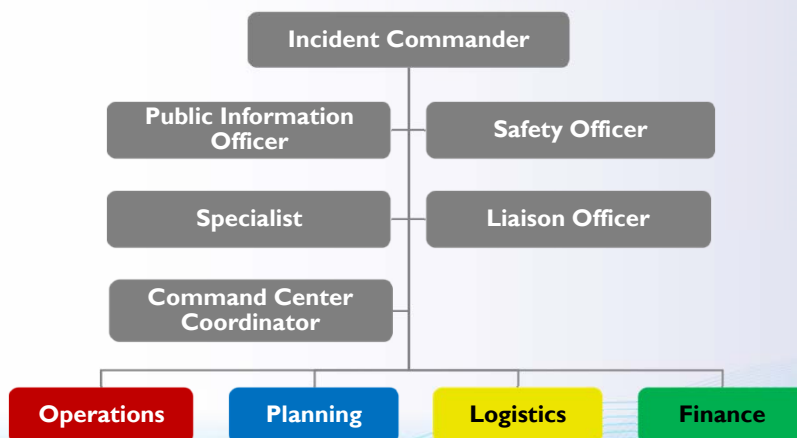 Incident Commander
Public Information
Officer
Safety Officer
Specialist
Liaison Officer
Command Center
Coordinator
Operations
Planning
Logistics
Finance